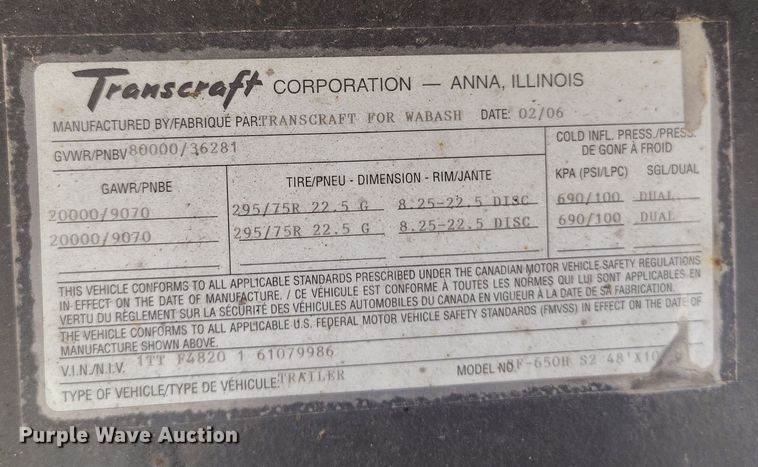 Transcraft CORPORATION — ANNA, ILLINOIS
MANUFACTURED BY/FABRIQUÉ PAR: TRANSCRAFT FOR WABASH DATE: 02/06
GVWR/PNBV 80000/36281
COLD INFL. PRESS./PRESS.
DE GONF À FROID
GAWR/PNBE TIRE/PNEU - DIMENSION - RIM/JANTE KPA (PSI/LPC) SGL/DUAL
20000/9070 295/75R 22.5 G 8.25-22.5 DISC 690/100 DUAL
20000/9070 295/75R 22.5 G 8.25-22.5 DISC 690/100 DUAL
THIS VEHICLE CONFORMS TO ALL APPLICABLE STANDARDS PRESCRIBED UNDER THE CANADIAN MOTOR VEHICLE SAFETY REGULATIONS
IN EFFECT ON THE DATE OF MANUFACTURE. / CE VÉHICULE EST CONFORME À TOUTES LES NORMES QUI LUI SONT APPLICABLES EN
VERTU DU RÈGLEMENT SUR LA SÉCURITÉ DES VÉHICULES AUTOMOBILES DU CANADA EN VIGUEUR À LA DATE DE SA FABRICATION.
THE VEHICLE CONFORMS TO ALL APPLICABLE U.S. FEDERAL MOTOR VEHICLE SAFETY STANDARDS (FMVSS) IN EFFECT ON THE DATE OF
MANUFACTURE SHOWN ABOVE.
V.I.N./N.I.V. 1TT F4820 1 61079986
MODEL NO. S2 48'
TYPE OF VEHICLE/TYPE DE VÉHICULE: TRAILER
Purple Wave Auction